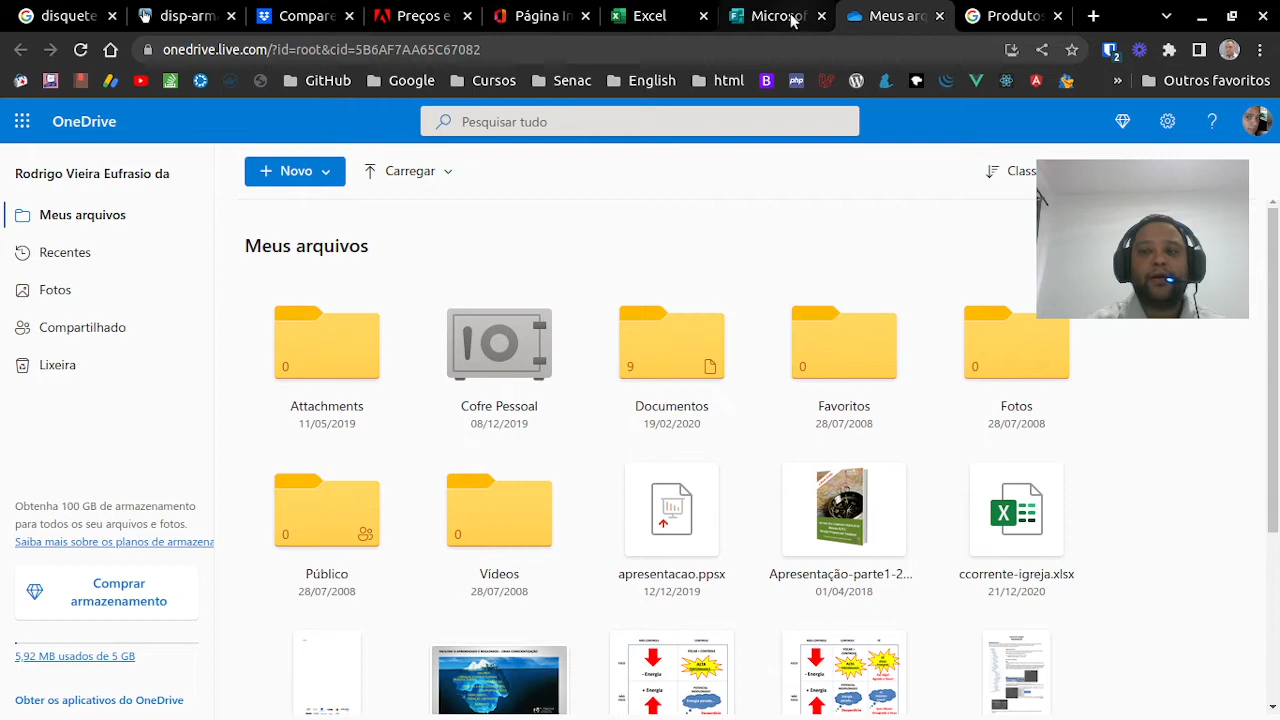 disquete
disp-arm
Compare
Preços e
Página In
Excel
Microsof
Meus arq
Produtos
onedrive.live.com/?id=root&cid=5B6AF7AA65C67082
GitHub
Google
Cursos
Senac
English
html
Outros favoritos
OneDrive
Pesquisar tudo
Rodrigo Vieira Eufrasio da
Novo
Carregar
Class
Meus arquivos
Recentes
Fotos
Compartilhado
Lixeira
Meus arquivos
0
9
0
0
Attachments
Cofre Pessoal
Documentos
Favoritos
Fotos
11/05/2019
08/12/2019
19/02/2020
28/07/2008
28/07/2008
0
0
Público
Vídeos
apresentacao.ppsx
Apresentação-parte1-2...
ccorrente-igreja.xlsx
28/07/2008
28/07/2008
12/12/2019
01/04/2018
21/12/2020
Obtenha 100 GB de armazenamento
para todos os seu arquivos e fotos.
Saiba mais sobre os planos de armazena
Comprar
armazenamento
5,92 MB usados de 5 GB
Obter os aplicativos do OneDrive